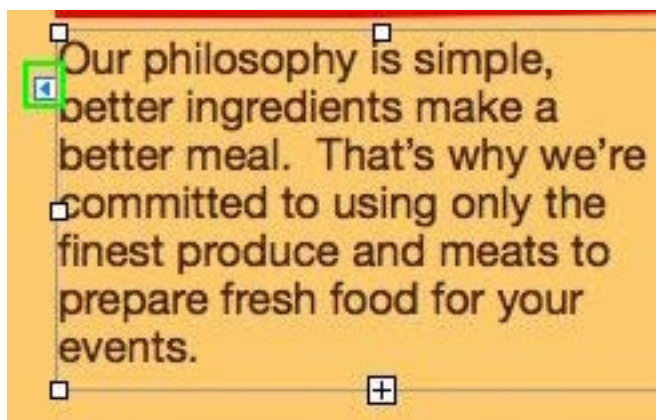 Our philosophy is simple,
better ingredients make a
better meal.  That's why we're
committed to using only the
finest produce and meats to
prepare fresh food for your
events.